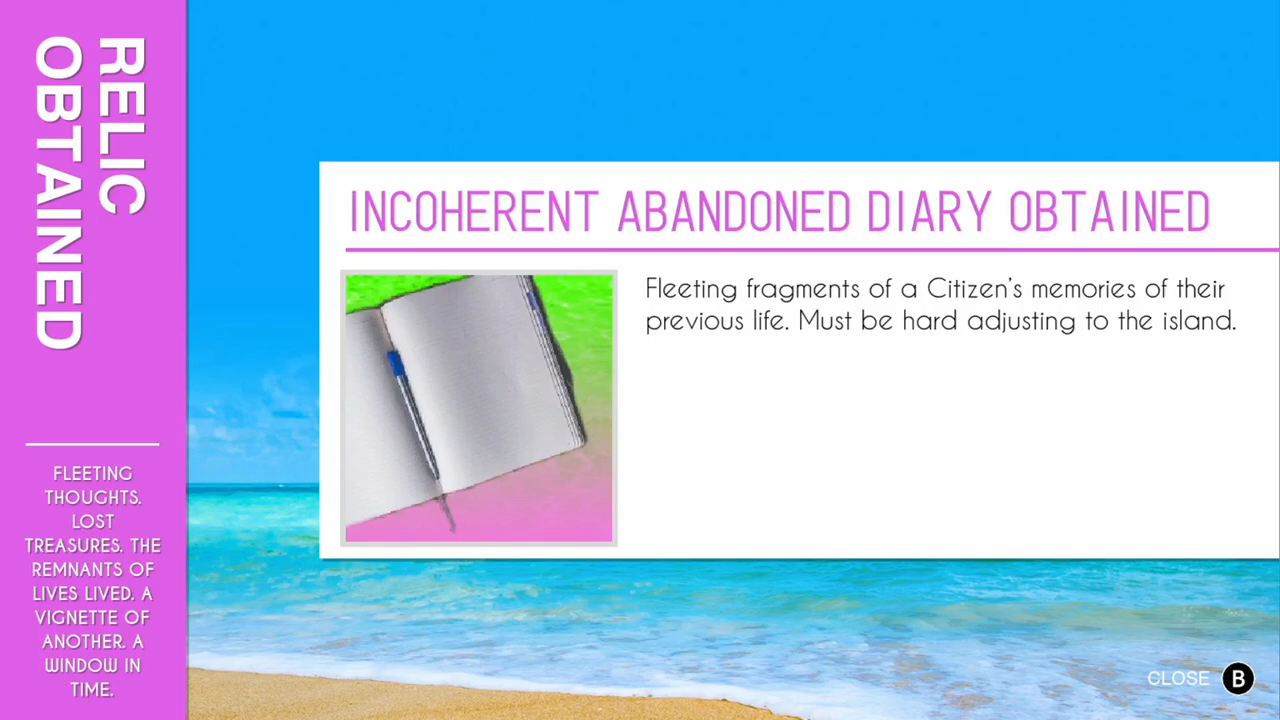 RELIC
OBTAINED
FLEETING
THOUGHTS.
LOST
TREASURES. THE
REMNANTS OF
LIVES LIVED. A
VIGNETTE OF
ANOTHER. A
WINDOW IN
TIME.
INCOHERENT ABANDONED DIARY OBTAINED
Fleeting fragments of a Citizen's memories of their
previous life. Must be hard adjusting to the island.
CLOSE B